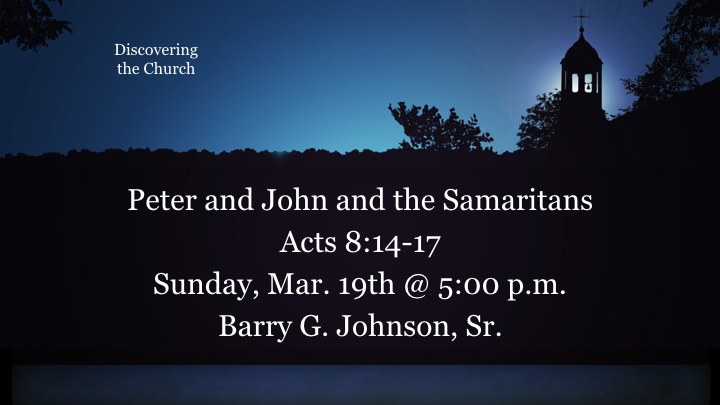 Discovering
the Church
Peter and John and the Samaritans
Acts 8:14-17
Sunday, Mar. 19th @ 5:00 p.m.
Barry G. Johnson, Sr.